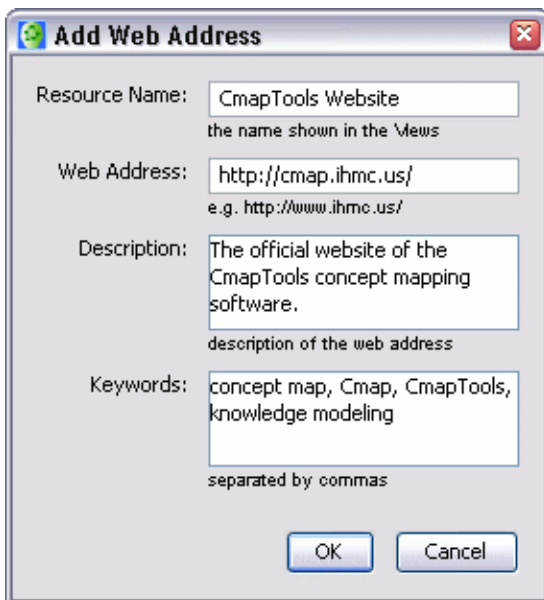 Add Web Address
Resource Name: CmapTools Website
the name shown in the Views
Web Address: http://cmap.ihmc.us/
e.g. http://www.ihmc.us/
Description: The official website of the
CmapTools concept mapping
software.
description of the web address
Keywords: concept map, Cmap, CmapTools,
knowledge modeling
separated by commas
OK Cancel